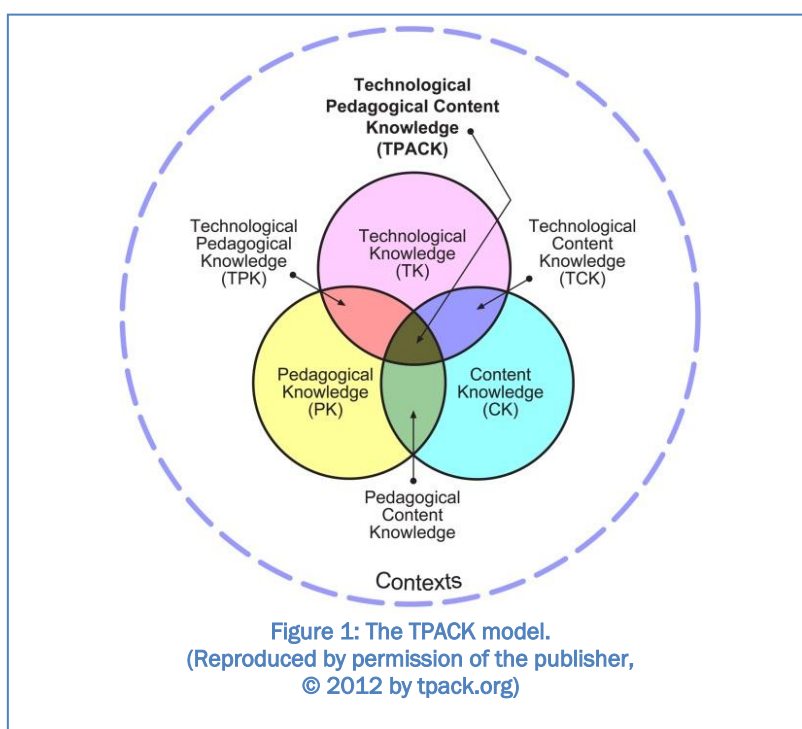 Technological
Pedagogical Content
Knowledge
(TPACK)
Technological
Pedagogical
Knowledge
(TPK)
Technological
Knowledge
(TK)
Technological
Content
Knowledge
(TCK)
Pedagogical
Knowledge
(PK)
Content
Knowledge
(CK)
Pedagogical
Content
Knowledge
Contexts
Figure 1: The TPACK model.
(Reproduced by permission of the publisher,
© 2012 by tpack.org)